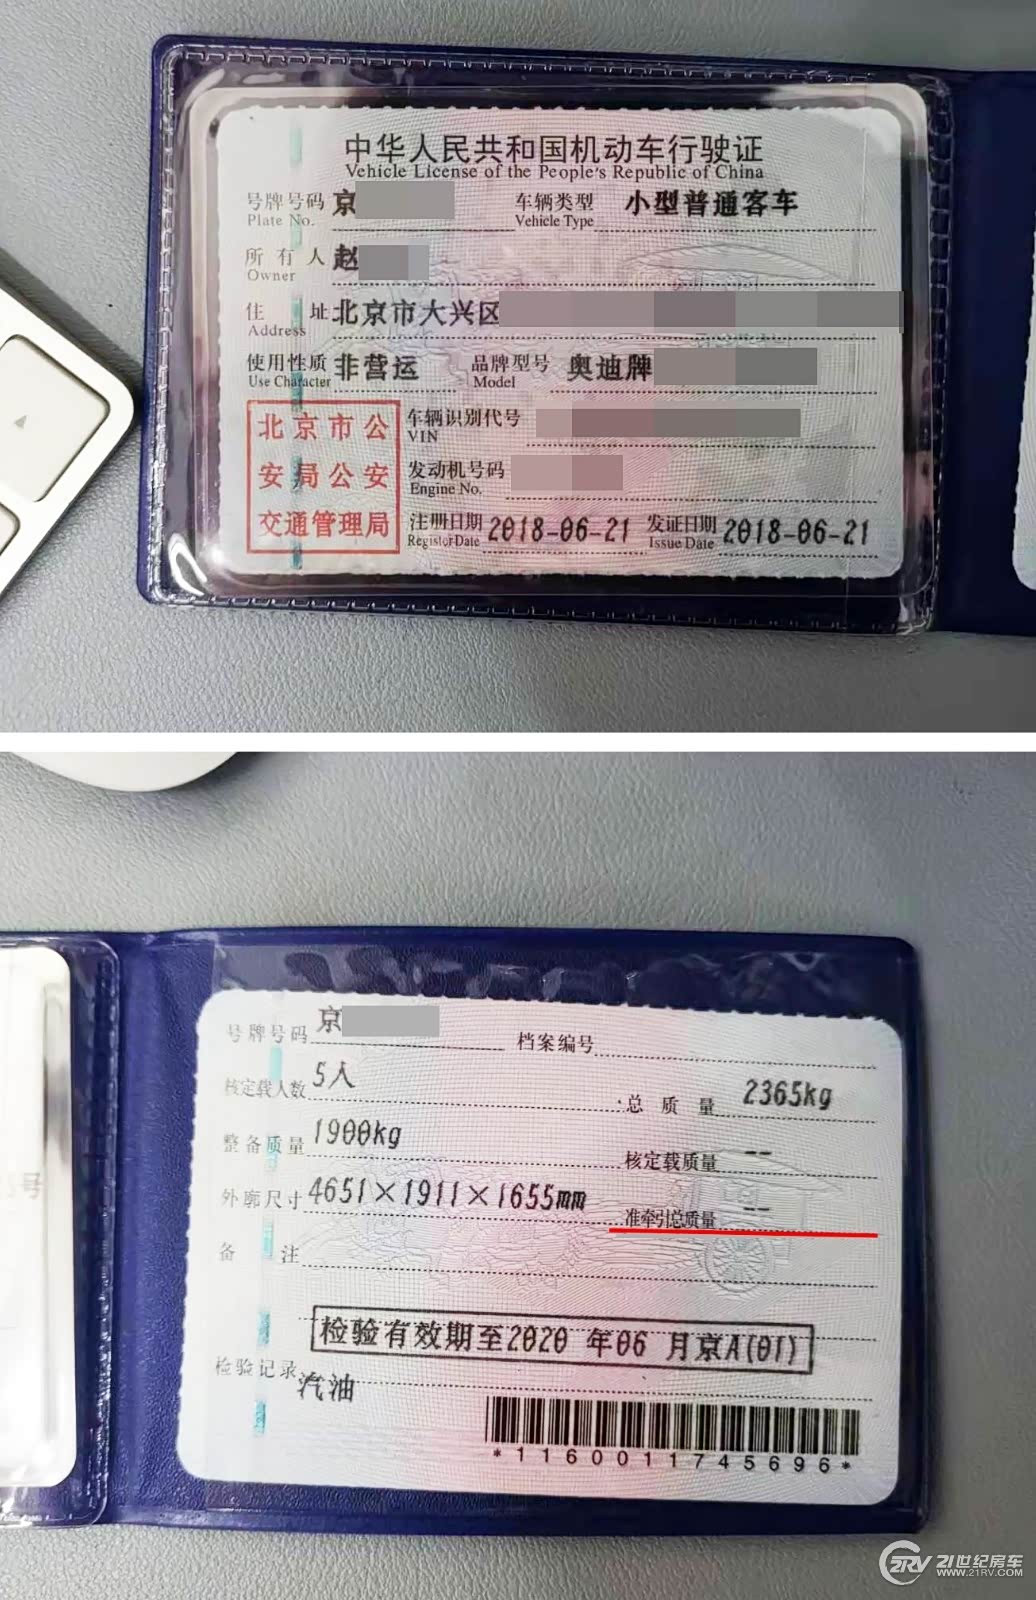 中华人民共和国机动车行驶证
Vehicle License of the People's Republic of China
号牌号码 京 车辆类型 小型普通客车
Plate No. Vehicle Type
所有人 赵
Owner
住址 北京市大兴区
Address
使用性质 非营运 品牌型号 奥迪牌
Use Character Model
北京市公
安局公安
交通管理局
车辆识别代号
VIN
发动机号码
Engine No.
注册日期 2018-06-21 发证日期 2018-06-21
Register Date Issue Date
号牌号码 京 档案编号
核定载人数 5人 总质量 2365kg
整备质量 1900kg 核定载质量 --
外廓尺寸 4651×1911×1655mm 准牵引总质量 --
备注
检验有效期至2020年06月京A(01)
检验记录 汽油
*1160011745696*
号
2RV 21世纪房车
WWW.21RV.COM